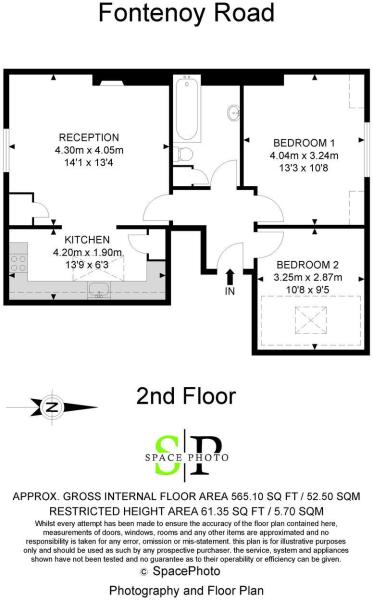 Fontenoy Road
RECEPTION
4.30m x 4.05m
14'1 x 13'4
BEDROOM 1
4.04m x 3.24m
13'3 x 10'8
KITCHEN
4.20m x 1.90m
13'9 x 6'3
BEDROOM 2
3.25m x 2.87m
10'8 x 9'5
IN
N
2nd Floor
S P
SPACE PHOTO
APPROX. GROSS INTERNAL FLOOR AREA 565.10 SQ FT / 52.50 SQM
RESTRICTED HEIGHT AREA 61.35 SQ FT / 5.70 SQM
Whilst every attempt has been made to ensure the accuracy of the floor plan contained here,
measurements of doors, windows, rooms and any other items are approximated and no
responsibility is taken for any error, omission or mis-statement. this plan is for illustrative purposes
only and should be used as such by any prospective purchaser. the service, system and appliances
shown have not been tested and no guarantee as to their operability or efficiency can be given.
© SpacePhoto
Photography and Floor Plan